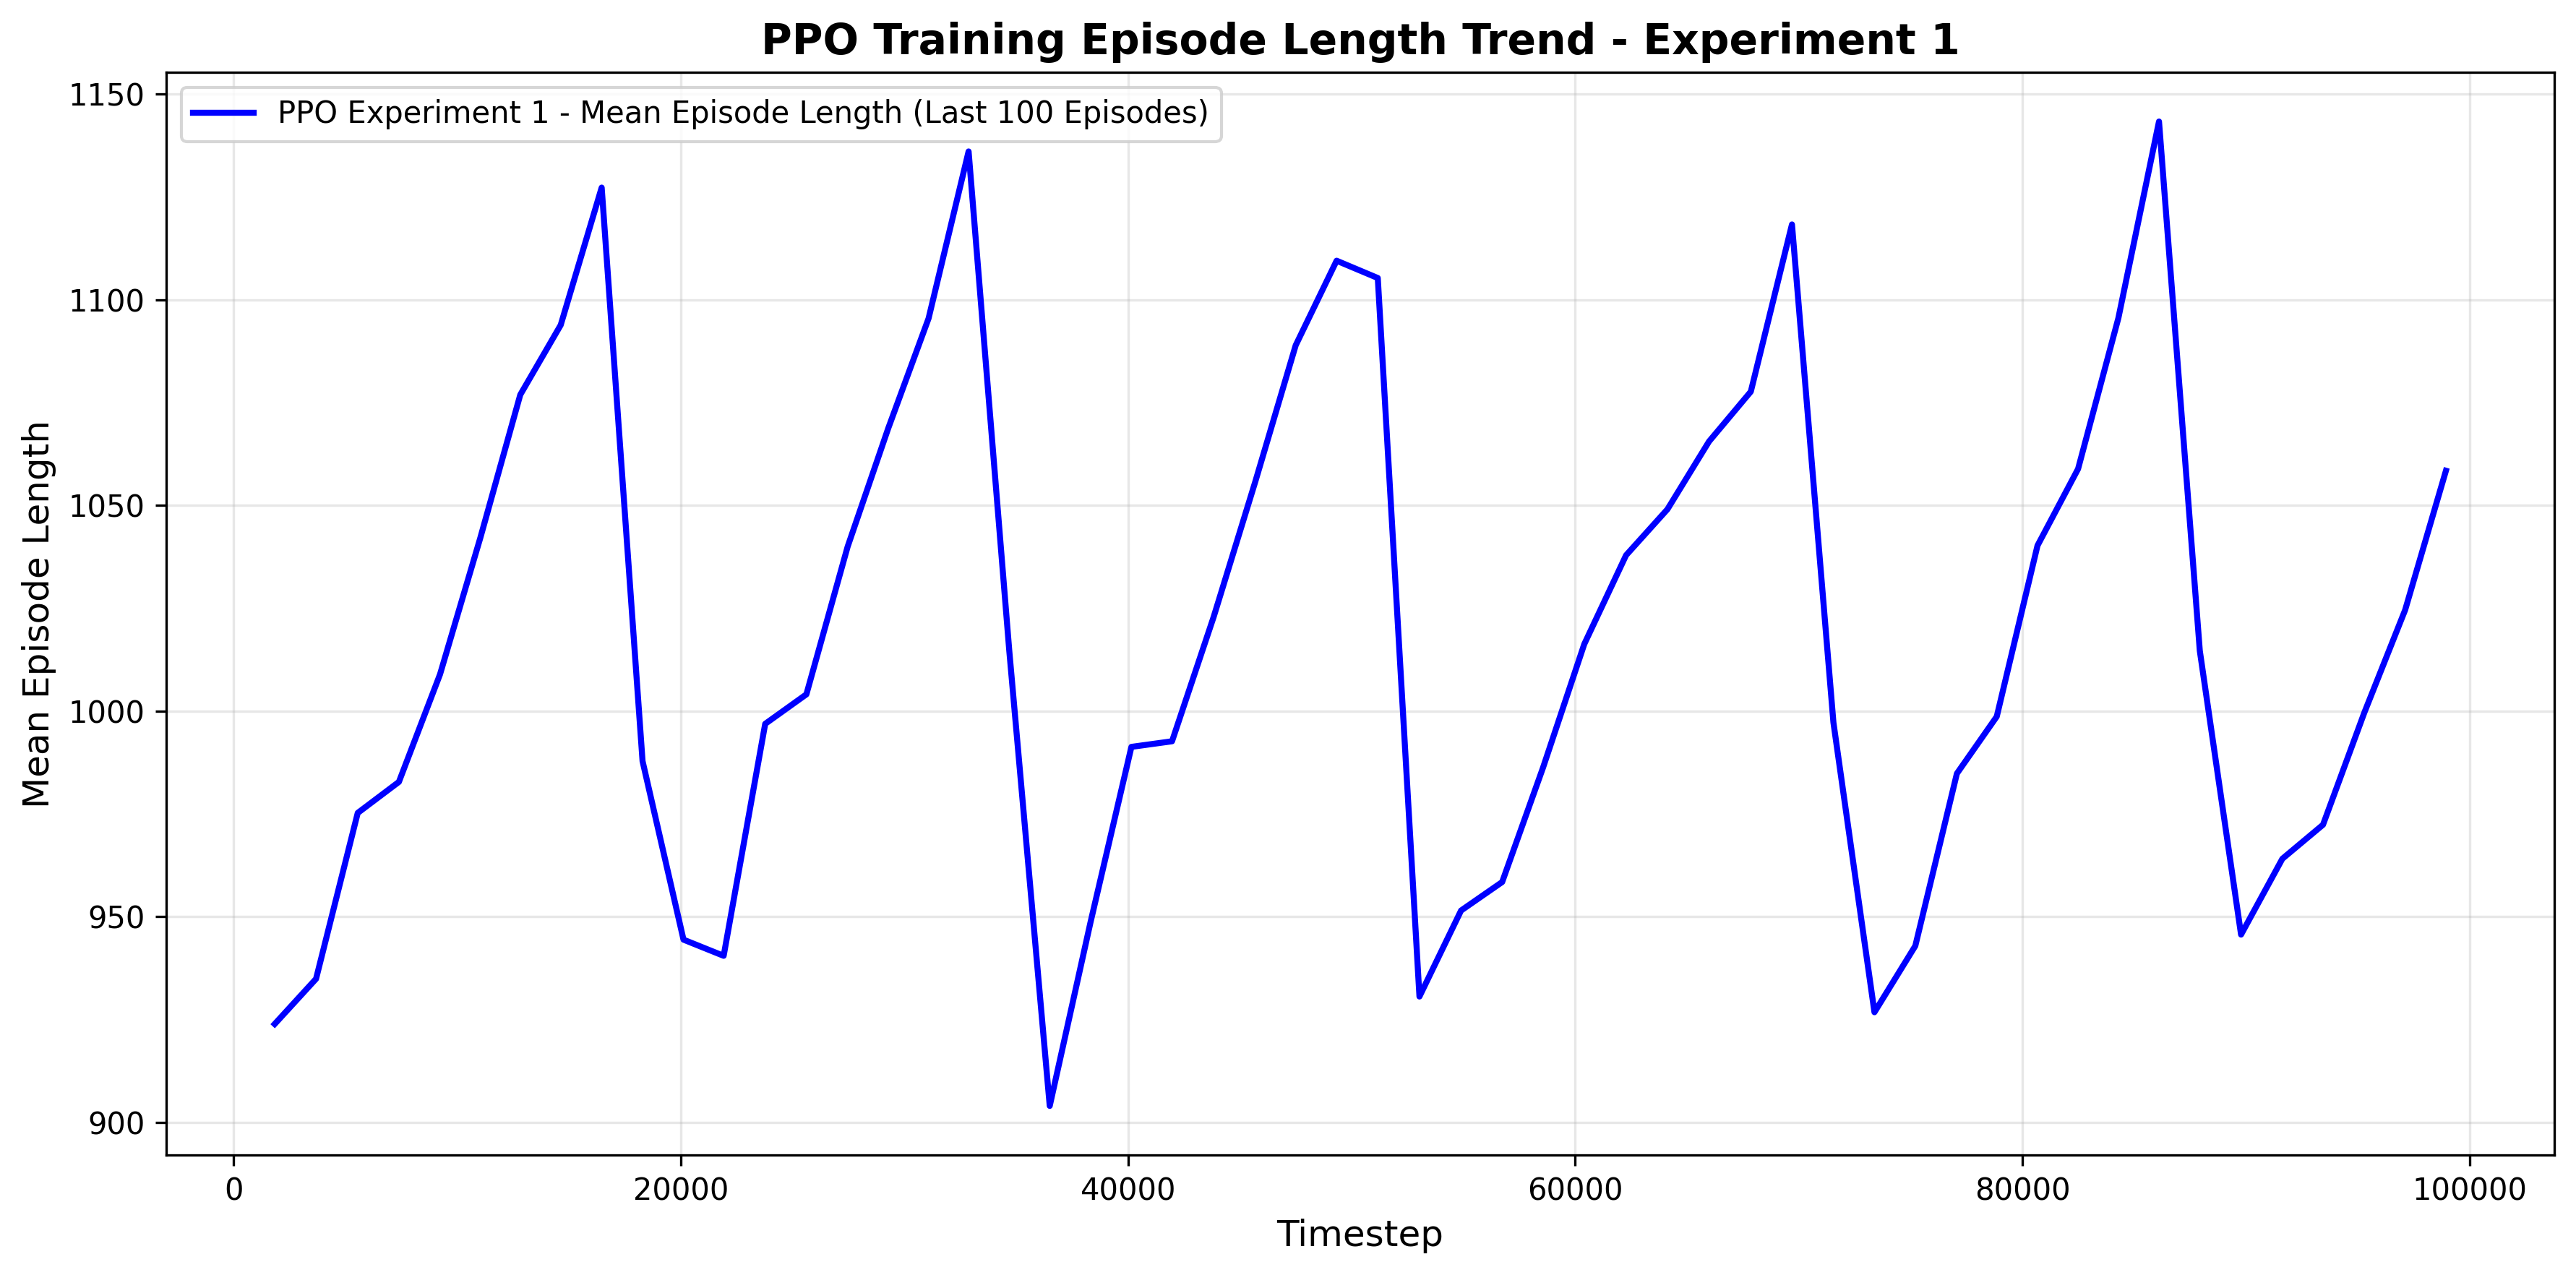 PPO Training Episode Length Trend - Experiment 1
PPO Experiment 1 - Mean Episode Length (Last 100 Episodes)
Mean Episode Length
1150
1100
1050
1000
950
900
0 20000 40000 60000 80000 100000
Timestep